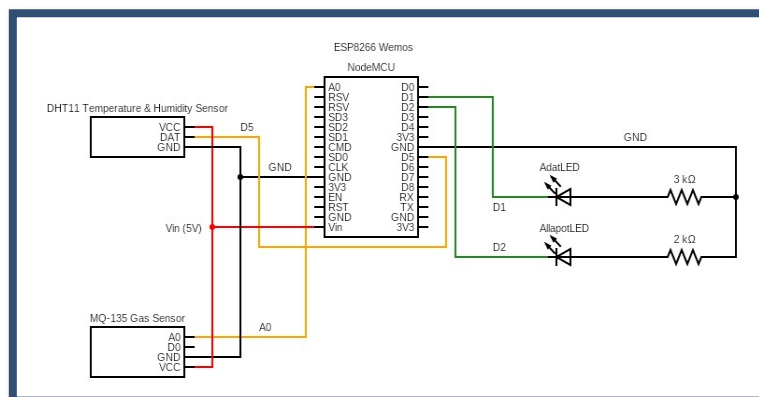 ESP8266 Wemos
NodeMCU
DHT11 Temperature & Humidity Sensor
VCC
DAT
GND
D5
GND
Vin (5V)
A0
RSV
RSV
SD3
SD2
SD1
CMD
SD0
CLK
GND
3V3
EN
RST
GND
Vin
D0
D1
D2
D3
D4
3V3
GND
D5
D6
D7
D8
RX
TX
GND
3V3
GND
AdatLED
3 kΩ
D1
AllapotLED
2 kΩ
D2
MQ-135 Gas Sensor
A0
D0
GND
VCC
A0